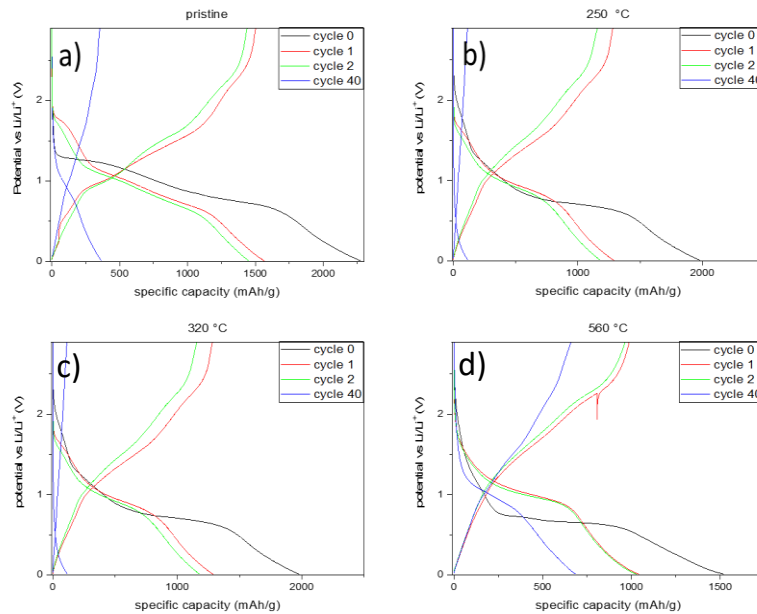 pristine
a)
cycle 0
cycle 1
cycle 2
cycle 40
Potential vs Li/Li⁺ (V)
2
1
0
0 500 1000 1500 2000
specific capacity (mAh/g)
250 °C
b)
cycle 0
cycle 1
cycle 2
cycle 40
potential vs Li/Li⁺ (V)
2
1
0
0 1000 2000
specific capacity (mAh/g)
320 °C
c)
cycle 0
cycle 1
cycle 2
cycle 40
potential vs Li/Li⁺ (V)
2
1
0
0 1000 2000
specific capacity (mAh/g)
560 °C
d)
cycle 0
cycle 1
cycle 2
cycle 40
potential vs Li/Li⁺ (V)
2
1
0
0 500 1000 1500
specific capacity (mAh/g)